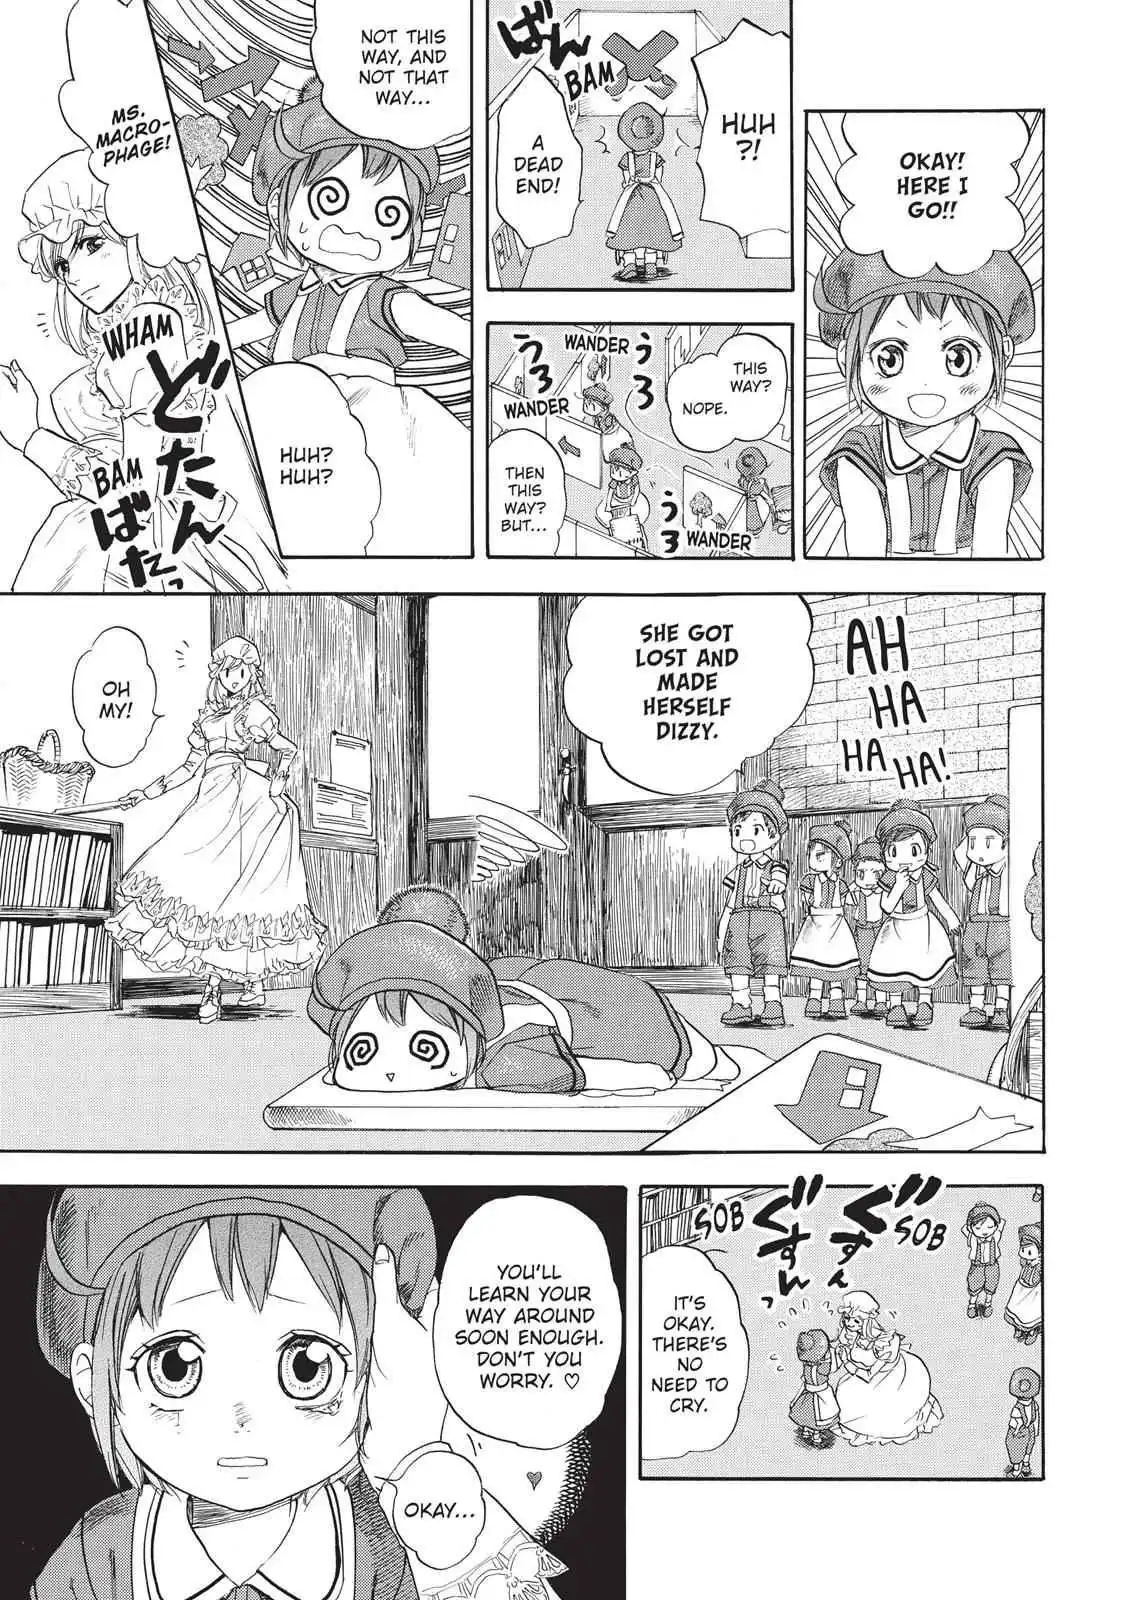 OKAY!
HERE I
GO!!
HUH
?!
ばん
BAM
A
DEAD
END!
THIS
WAY?
NOPE.
うろ
WANDER
うろ
WANDER
うろ
WANDER
THEN
THIS
WAY?
BUT...
NOT THIS
WAY, AND
NOT THAT
WAY...
HUH?
HUH?
MS.
MACRO-
PHAGE!
WHAM
どたん
BAM
ばたっ
AH
HA
HA
HA!
SHE GOT
LOST AND
MADE
HERSELF
DIZZY.
OH
MY!
SOB
ぐすん
SOB
ぐすんっ
IT'S
OKAY.
THERE'S
NO
NEED TO
CRY.
YOU'LL
LEARN YOUR
WAY AROUND
SOON ENOUGH.
DON'T YOU
WORRY. ♡
OKAY...